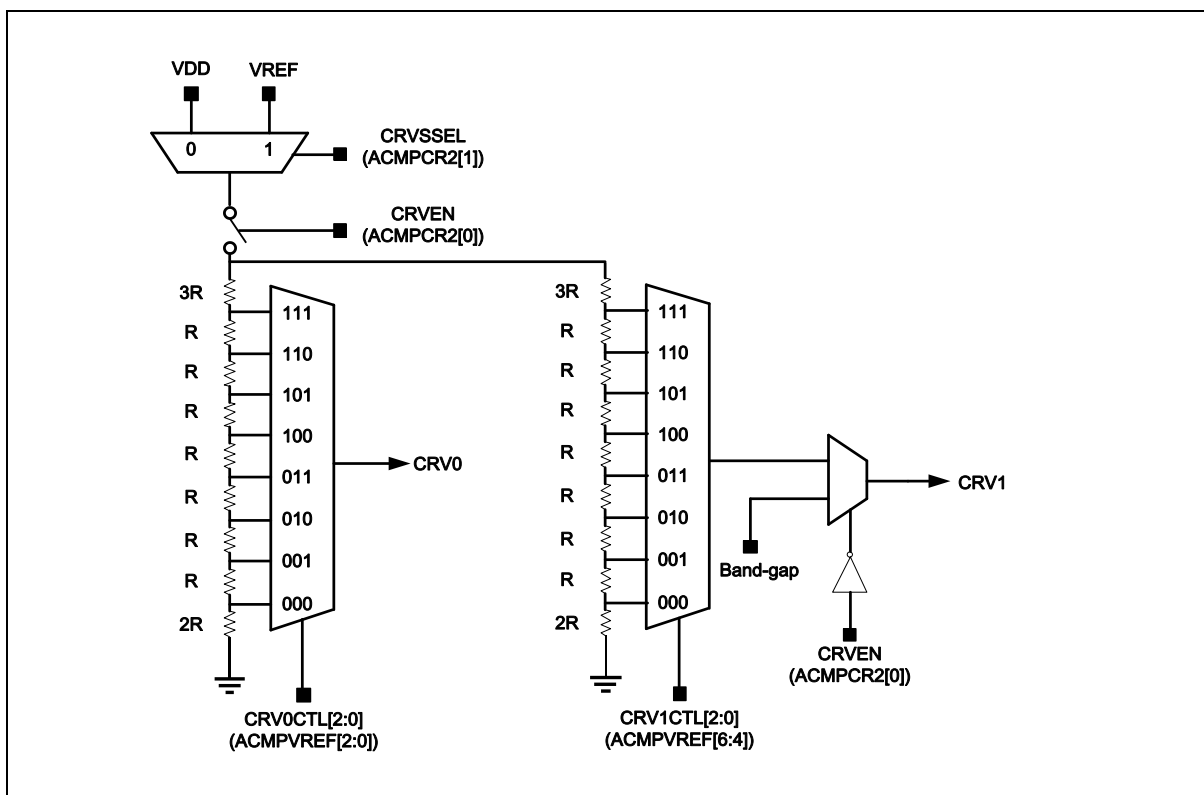 VDD VREF
0 1
CRVSSEL
(ACMPCR2[1])
CRVEN
(ACMPCR2[0])
3R
R
R
R
R
R
R
R
2R
111
110
101
100
011
010
001
000
CRV0
CRV0CTL[2:0]
(ACMPVREF[2:0])
3R
R
R
R
R
R
R
R
2R
111
110
101
100
011
010
001
000
CRV1CTL[2:0]
(ACMPVREF[6:4])
Band-gap
CRV1
CRVEN
(ACMPCR2[0])